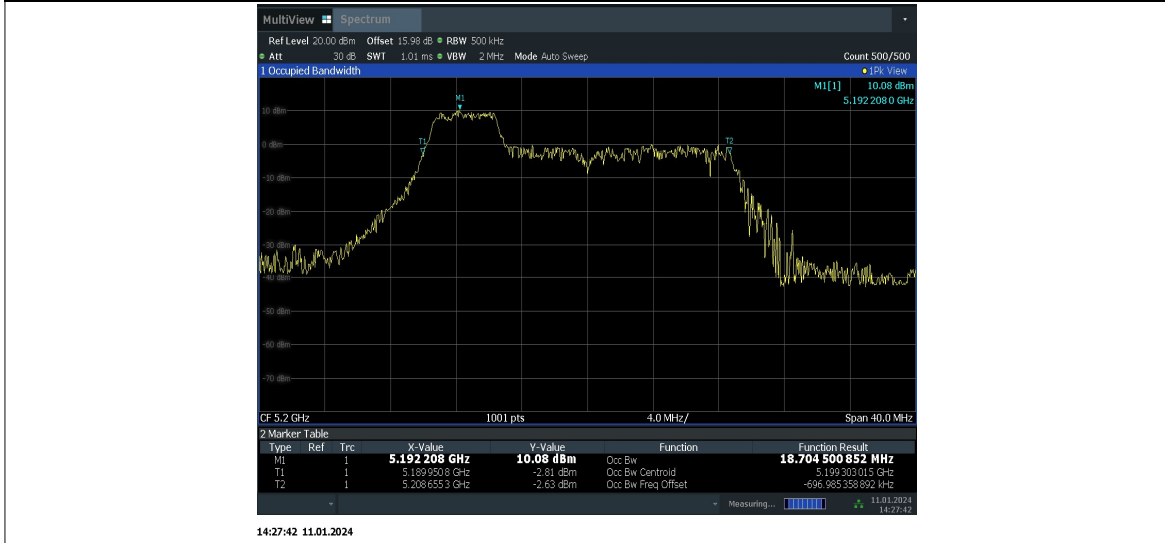 MultiView Spectrum
Ref Level 20.00 dBm Offset 15.98 dB RBW 500 kHz
Att 30 dB SWT 1.01 ms VBW 2 MHz Mode Auto Sweep Count 500/500
1 Occupied Bandwidth 1Pk View
M1[1] 10.08 dBm
5.192 208 0 GHz
M1
10 dBm
0 dBm
T1
T2
-10 dBm
-20 dBm
-30 dBm
-40 dBm
-50 dBm
-60 dBm
-70 dBm
CF 5.2 GHz 1001 pts 4.0 MHz/ Span 40.0 MHz
2 Marker Table
Type Ref Trc X-Value Y-Value Function Function Result
M1 1 5.192 208 GHz 10.08 dBm Occ Bw 18.704 500 852 MHz
T1 1 5.189 950 8 GHz -2.81 dBm Occ Bw Centroid 5.199 303 015 GHz
T2 1 5.208 655 3 GHz -2.63 dBm Occ Bw Freq Offset -696.985 358 892 kHz
Measuring... 11.01.2024
14:27:42
14:27:42 11.01.2024